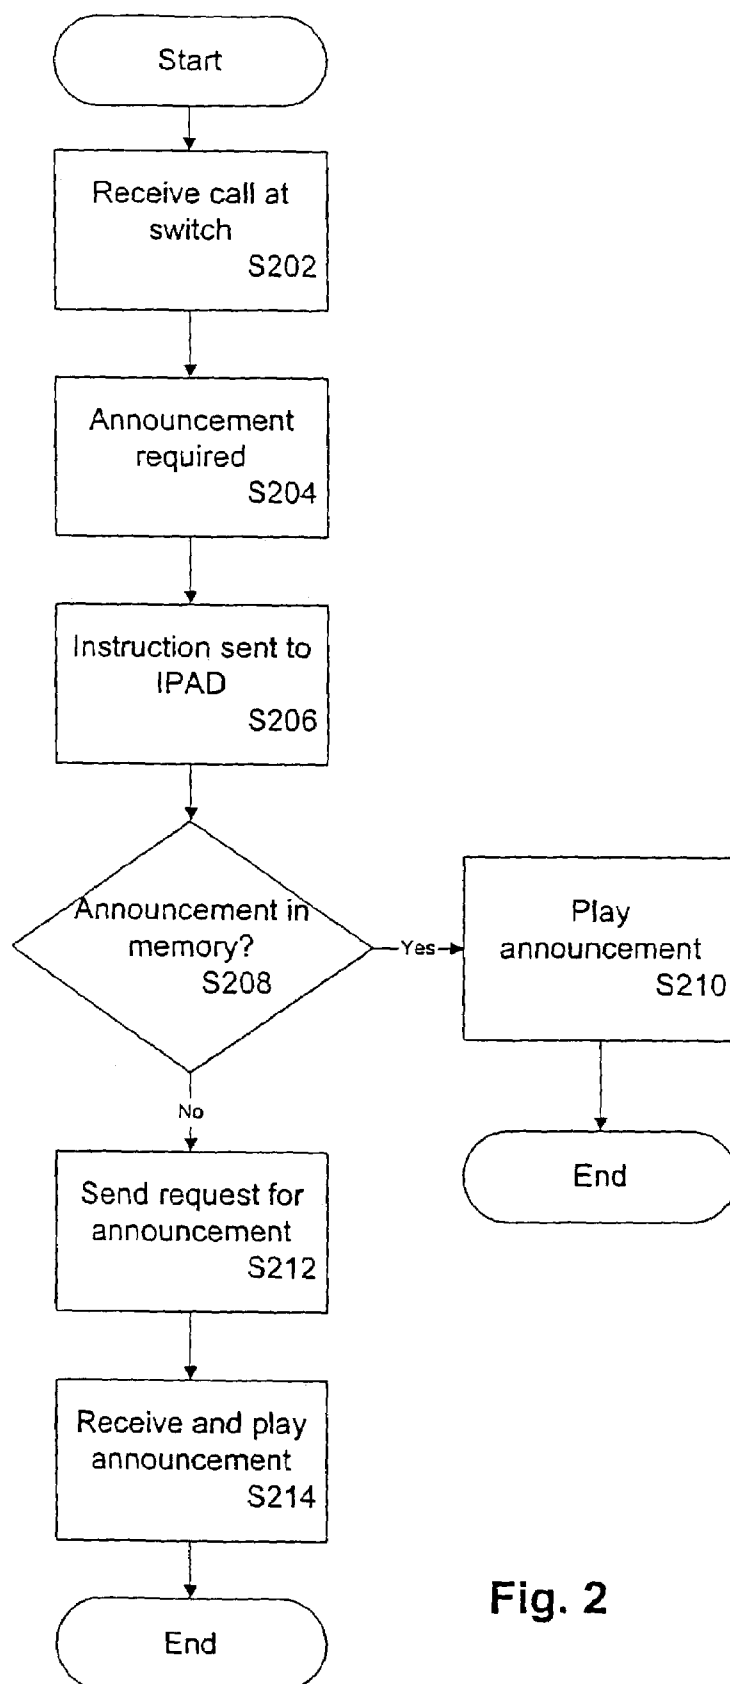 Start
Receive call at
switch
S202
Announcement
required
S204
Instruction sent to
IPAD
S206
Announcement in
memory?
S208
Yes
Play
announcement
S210
End
No
Send request for
announcement
S212
Receive and play
announcement
S214
End
Fig. 2